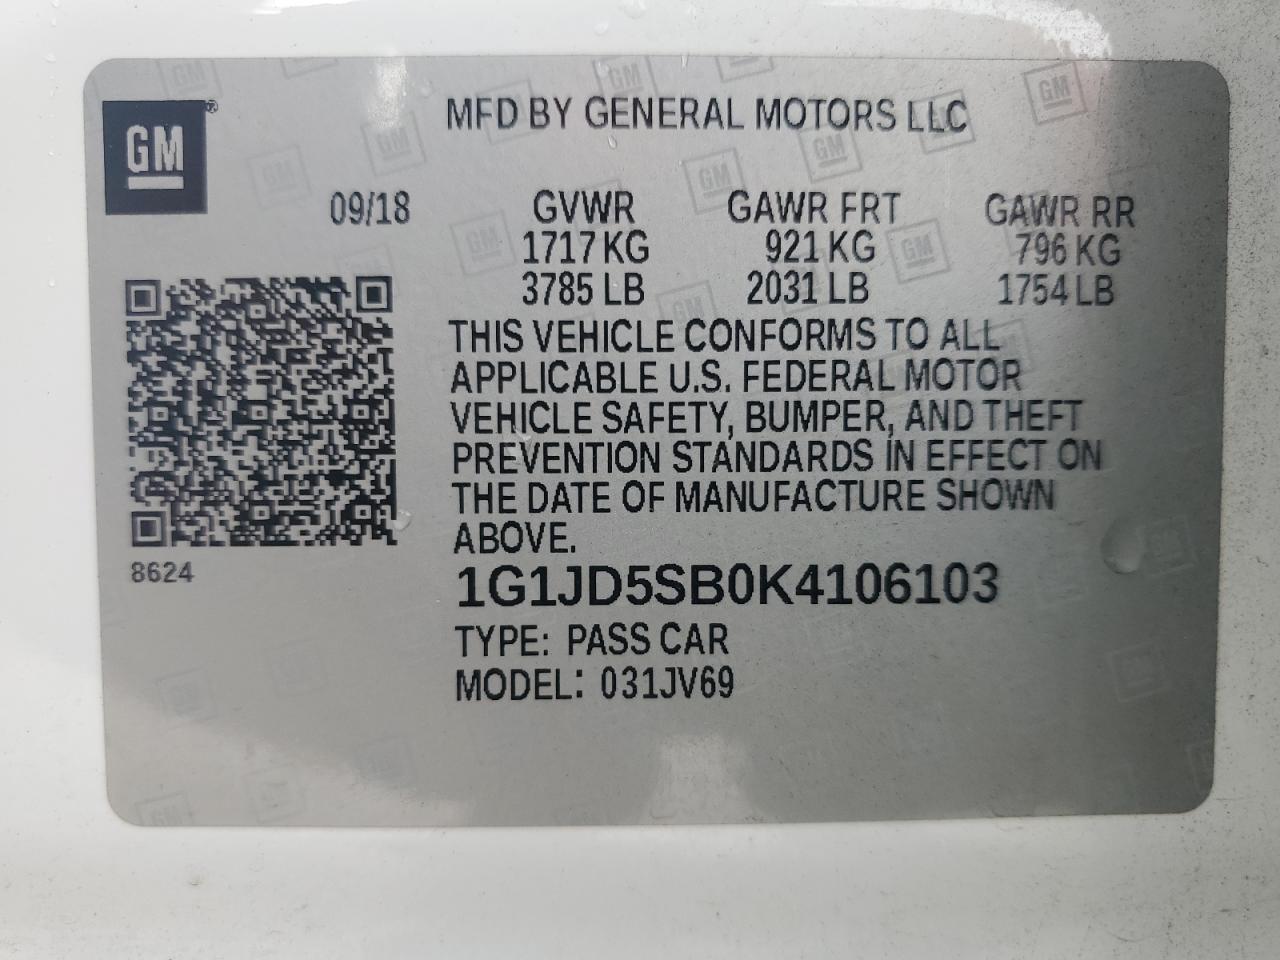 MFD BY GENERAL MOTORS LLC
GM®
09/18 GVWR GAWR FRT GAWR RR
1717 KG 921 KG 796 KG
3785 LB 2031 LB 1754 LB
THIS VEHICLE CONFORMS TO ALL
APPLICABLE U.S. FEDERAL MOTOR
VEHICLE SAFETY, BUMPER, AND THEFT
PREVENTION STANDARDS IN EFFECT ON
THE DATE OF MANUFACTURE SHOWN
ABOVE.
8624
1G1JD5SB0K4106103
TYPE: PASS CAR
MODEL: 031JV69